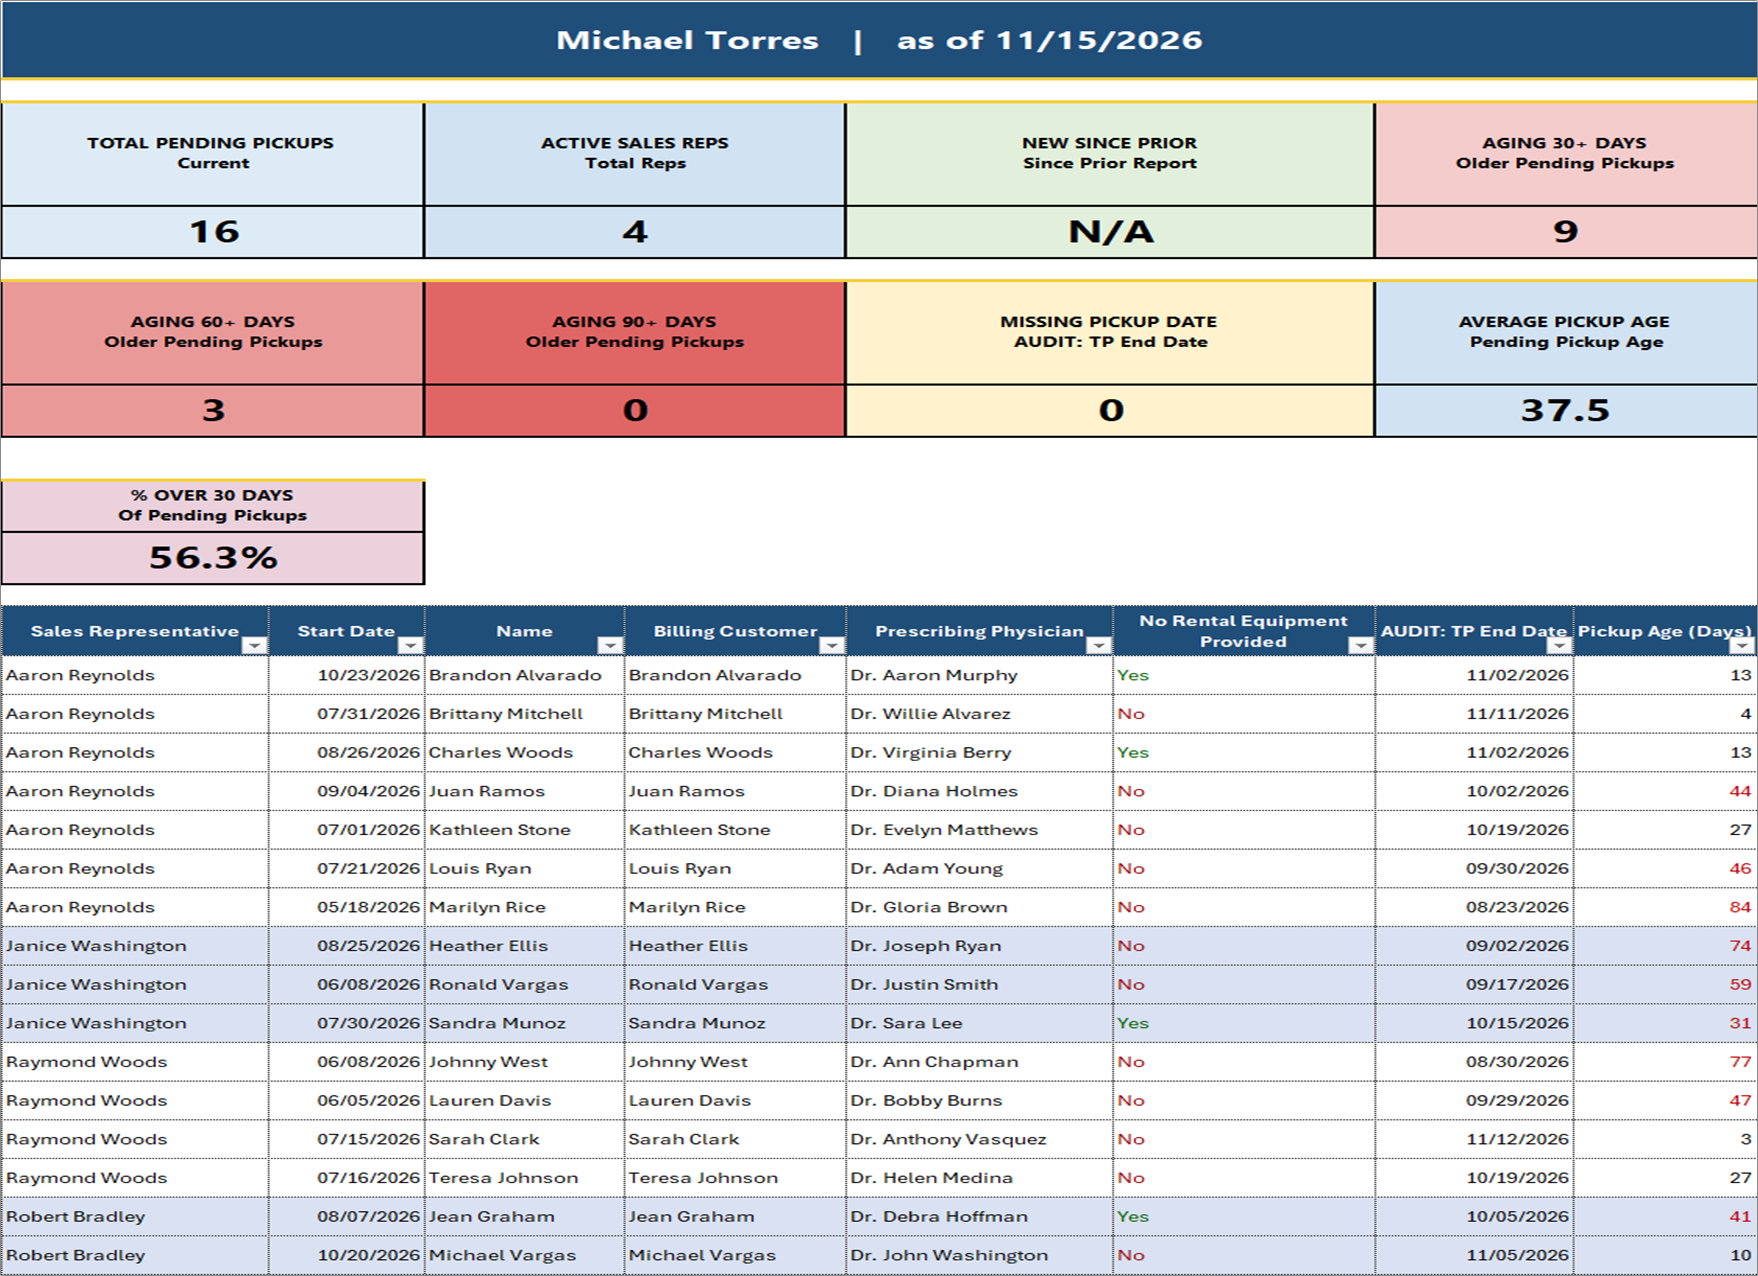 Michael Torres | as of 11/15/2026
TOTAL PENDING PICKUPS
Current
ACTIVE SALES REPS
Total Reps
NEW SINCE PRIOR
Since Prior Report
AGING 30+ DAYS
Older Pending Pickups
16
4
N/A
9
AGING 60+ DAYS
Older Pending Pickups
AGING 90+ DAYS
Older Pending Pickups
MISSING PICKUP DATE
AUDIT: TP End Date
AVERAGE PICKUP AGE
Pending Pickup Age
3
0
0
37.5
% OVER 30 DAYS
Of Pending Pickups
56.3%
Sales Representative Start Date Name Billing Customer Prescribing Physician No Rental Equipment Provided AUDIT: TP End Date Pickup Age (Days)
Aaron Reynolds 10/23/2026 Brandon Alvarado Brandon Alvarado Dr. Aaron Murphy Yes 11/02/2026 13
Aaron Reynolds 07/31/2026 Brittany Mitchell Brittany Mitchell Dr. Willie Alvarez No 11/11/2026 4
Aaron Reynolds 08/26/2026 Charles Woods Charles Woods Dr. Virginia Berry Yes 11/02/2026 13
Aaron Reynolds 09/04/2026 Juan Ramos Juan Ramos Dr. Diana Holmes No 10/02/2026 44
Aaron Reynolds 07/01/2026 Kathleen Stone Kathleen Stone Dr. Evelyn Matthews No 10/19/2026 27
Aaron Reynolds 07/21/2026 Louis Ryan Louis Ryan Dr. Adam Young No 09/30/2026 46
Aaron Reynolds 05/18/2026 Marilyn Rice Marilyn Rice Dr. Gloria Brown No 08/23/2026 84
Janice Washington 08/25/2026 Heather Ellis Heather Ellis Dr. Joseph Ryan No 09/02/2026 74
Janice Washington 06/08/2026 Ronald Vargas Ronald Vargas Dr. Justin Smith No 09/17/2026 59
Janice Washington 07/30/2026 Sandra Munoz Sandra Munoz Dr. Sara Lee Yes 10/15/2026 31
Raymond Woods 06/08/2026 Johnny West Johnny West Dr. Ann Chapman No 08/30/2026 77
Raymond Woods 06/05/2026 Lauren Davis Lauren Davis Dr. Bobby Burns No 09/29/2026 47
Raymond Woods 07/15/2026 Sarah Clark Sarah Clark Dr. Anthony Vasquez No 11/12/2026 3
Raymond Woods 07/16/2026 Teresa Johnson Teresa Johnson Dr. Helen Medina No 10/19/2026 27
Robert Bradley 08/07/2026 Jean Graham Jean Graham Dr. Debra Hoffman Yes 10/05/2026 41
Robert Bradley 10/20/2026 Michael Vargas Michael Vargas Dr. John Washington No 11/05/2026 10